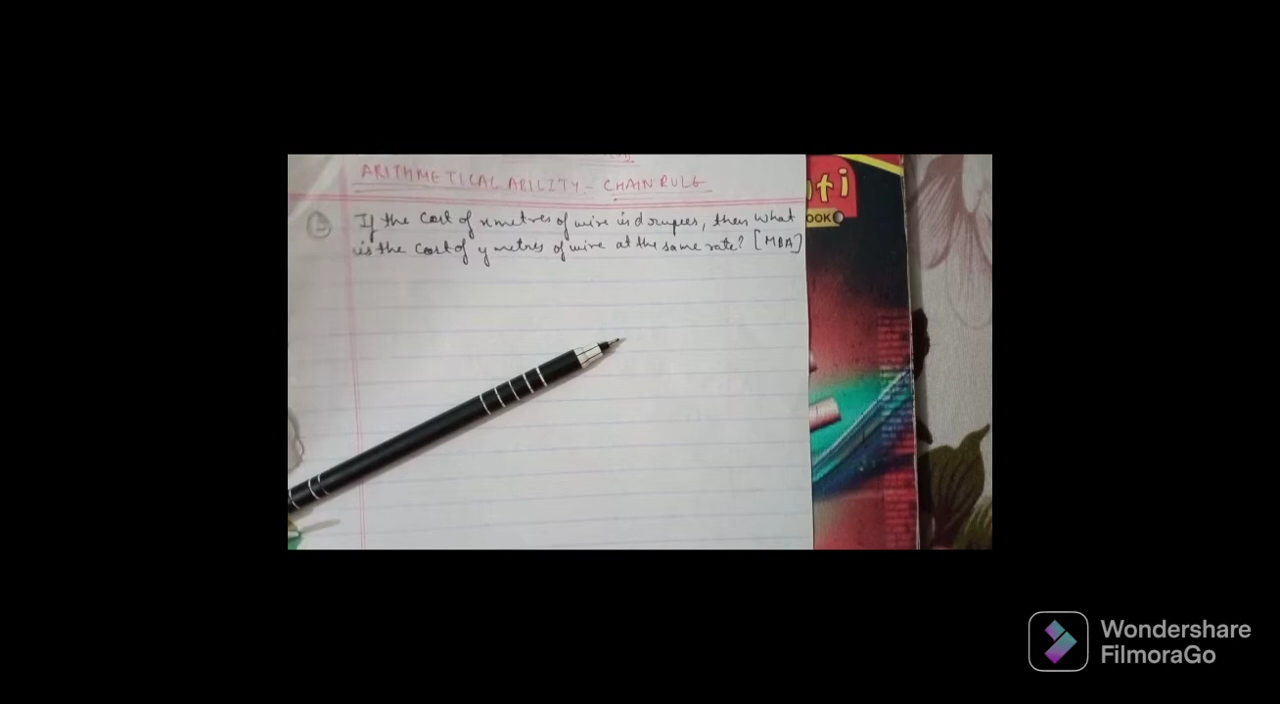 ARITHMETICAL ABILITY - CHAIN RULE
If the cost of x metres of wire is d rupees, then what
is the cost of y metres of wire at the same rate? [MBA]
OOK
Wondershare
FilmoraGo